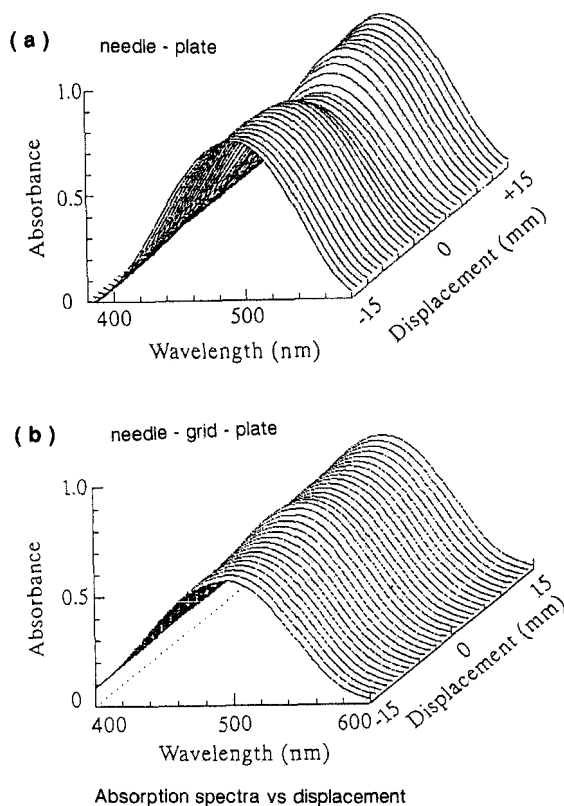 (a) needle - plate
1.0
0.5
0
Absorbance
400 500
Wavelength (nm)
-15 0 +15
Displacement (mm)
(b) needle - grid - plate
1.0
0.5
0
Absorbance
400 500 600
Wavelength (nm)
-15 0 15
Displacement (mm)
Absorption spectra vs displacement